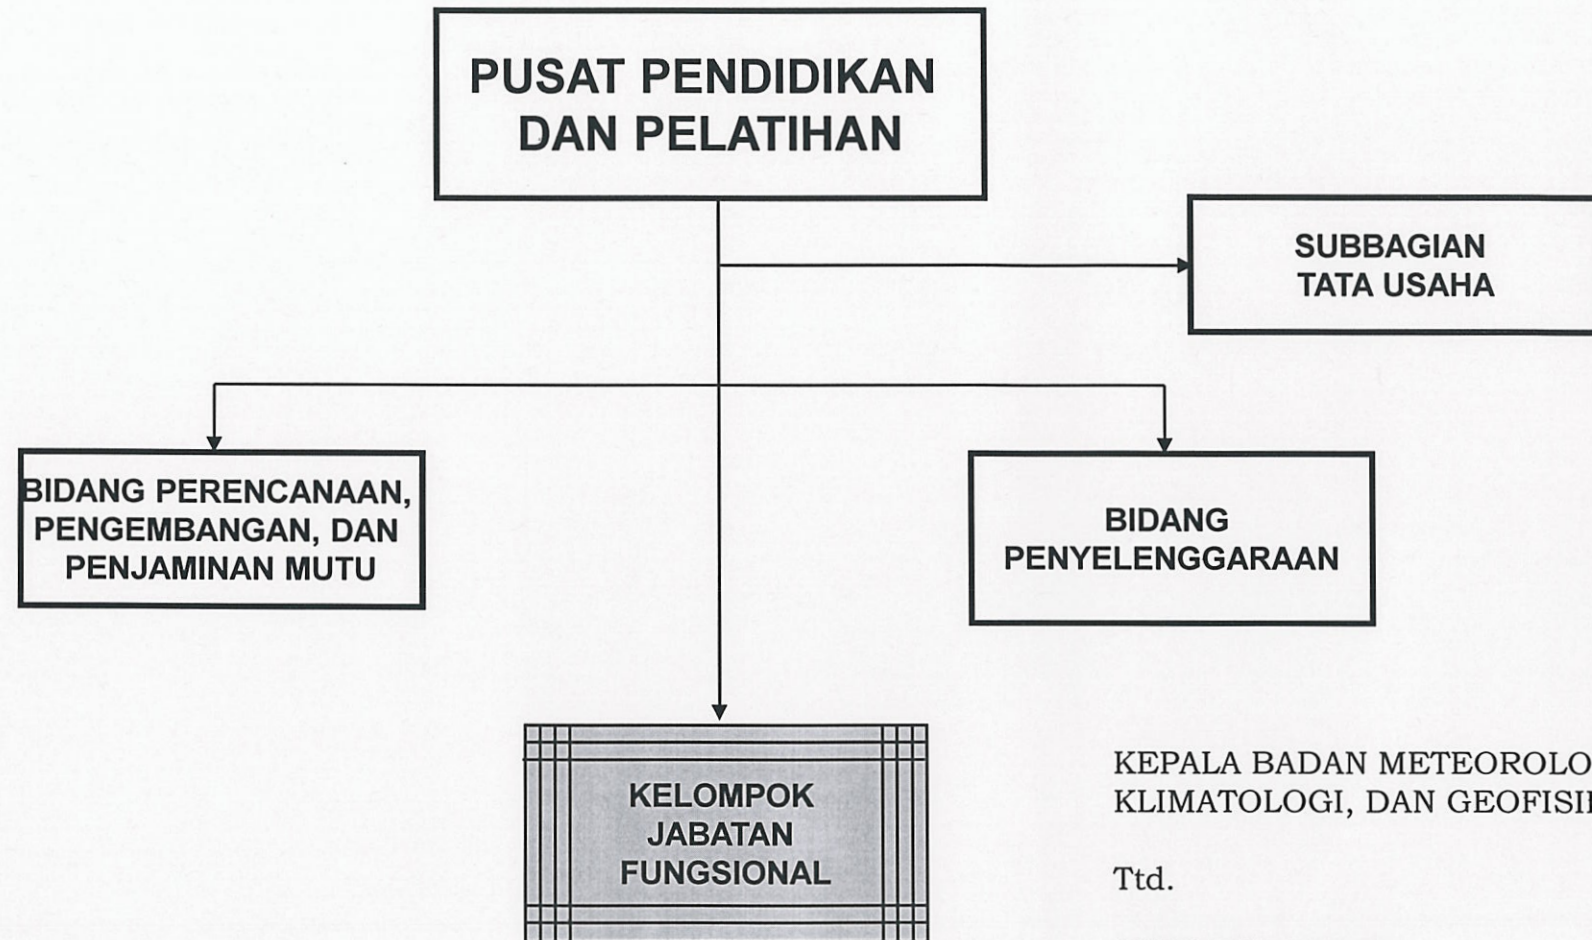 PUSAT PENDIDIKAN
DAN PELATIHAN
SUBBAGIAN
TATA USAHA
BIDANG PERENCANAAN,
PENGEMBANGAN, DAN
PENJAMINAN MUTU
BIDANG
PENYELENGGARAAN
KELOMPOK
JABATAN
FUNGSIONAL
KEPALA BADAN METEOROLO
KLIMATOLOGI, DAN GEOFISI
Ttd.